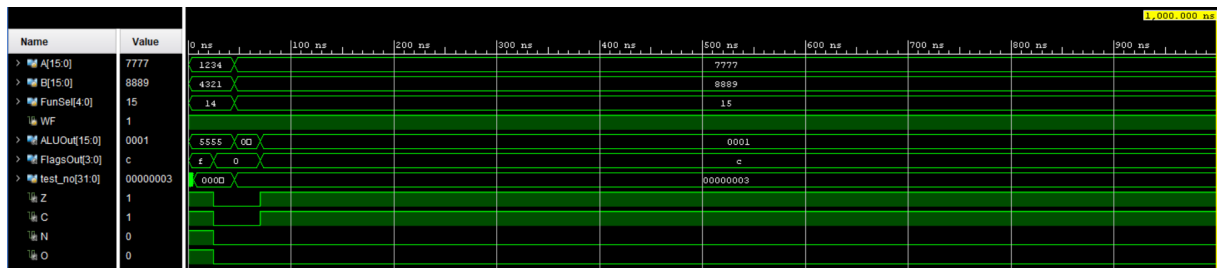 1,000.000 ns
Name Value 0 ns 100 ns 200 ns 300 ns 400 ns 500 ns 600 ns 700 ns 800 ns 900 ns
A[15:0] 7777 1234 7777
B[15:0] 8889 4321 8889
FunSel[4:0] 15 14 15
WF 1
ALUOut[15:0] 0001 5555 0 0001
FlagsOut[3:0] c f 0 c
test_no[31:0] 00000003 000 00000003
Z 1
C 1
N 0
O 0